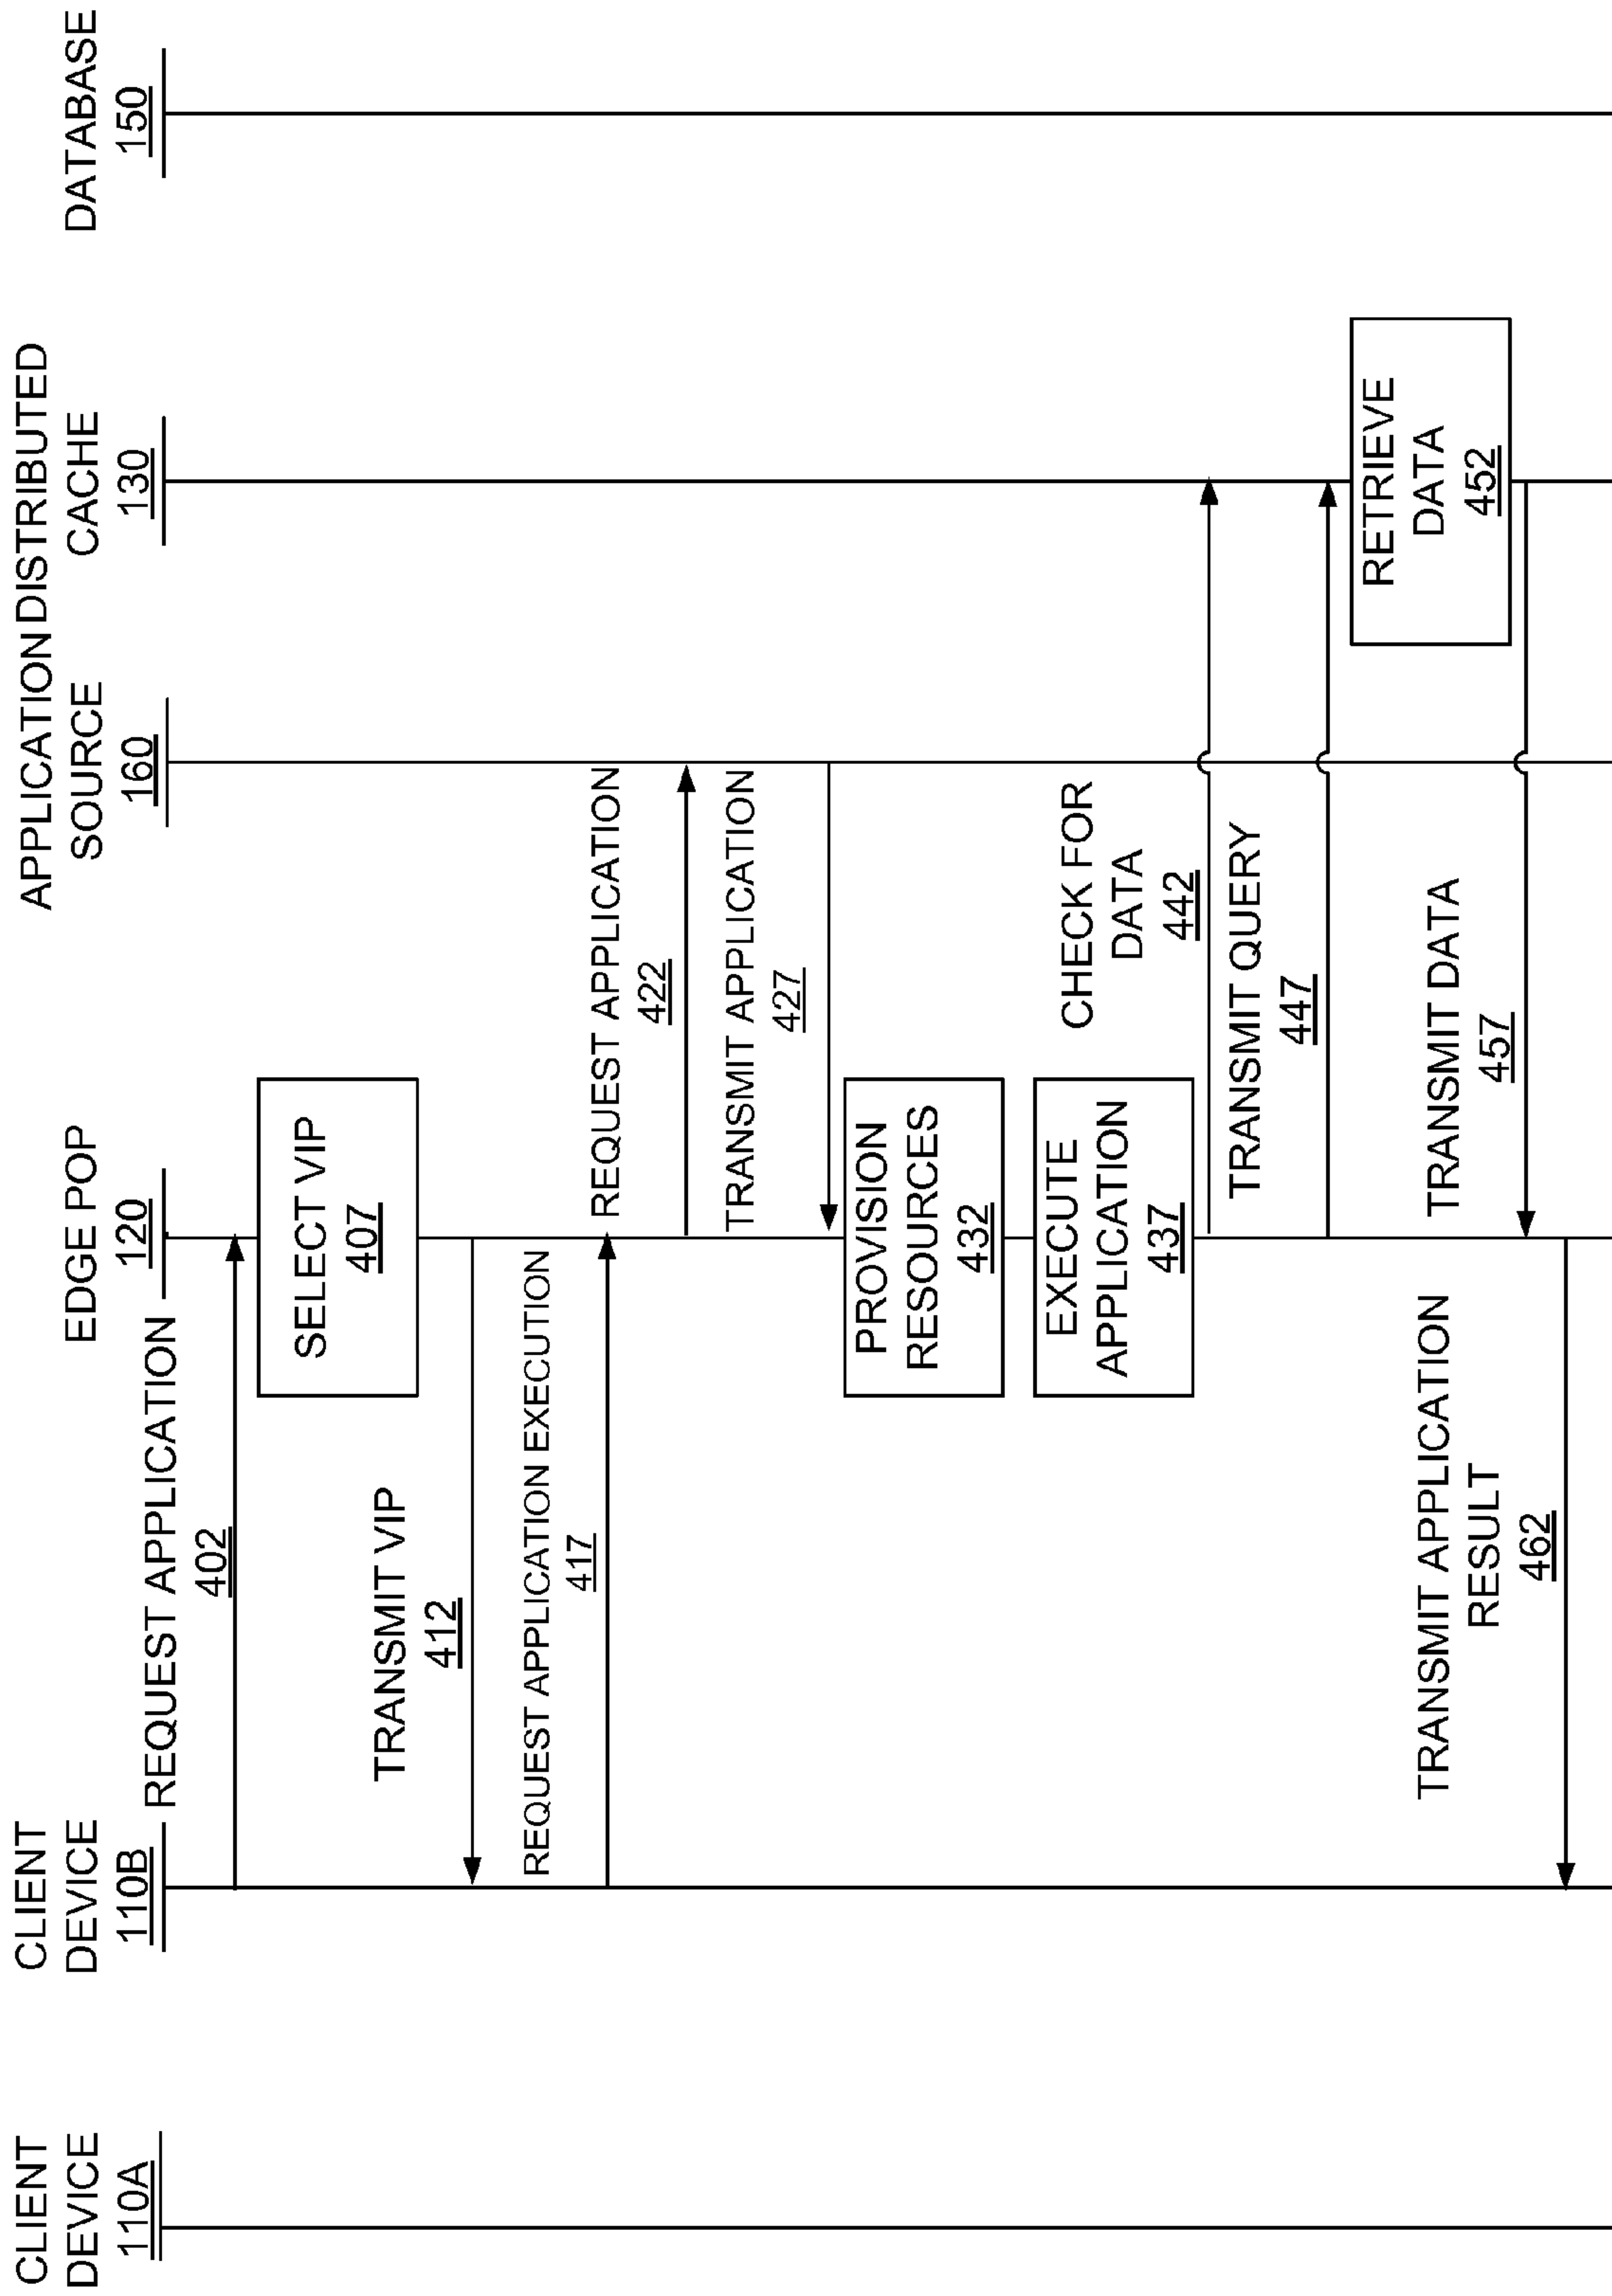 CLIENT
DEVICE
110A
CLIENT
DEVICE
110B
EDGE POP
120
APPLICATION
SOURCE
160
DISTRIBUTED
CACHE
130
DATABASE
150
REQUEST APPLICATION
402
SELECT VIP
407
TRANSMIT VIP
412
REQUEST APPLICATION EXECUTION
417
REQUEST APPLICATION
422
TRANSMIT APPLICATION
427
PROVISION
RESOURCES
432
EXECUTE
APPLICATION
437
CHECK FOR
DATA
442
TRANSMIT QUERY
447
RETRIEVE
DATA
452
TRANSMIT DATA
457
TRANSMIT APPLICATION
RESULT
462